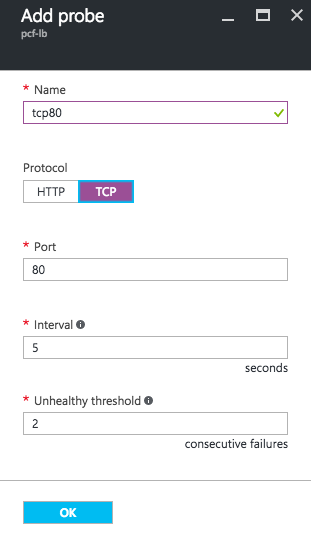 Add probe
pcf-lb
* Name
tcp80
Protocol
HTTP TCP
* Port
80
* Interval
5
seconds
* Unhealthy threshold
2
consecutive failures
OK